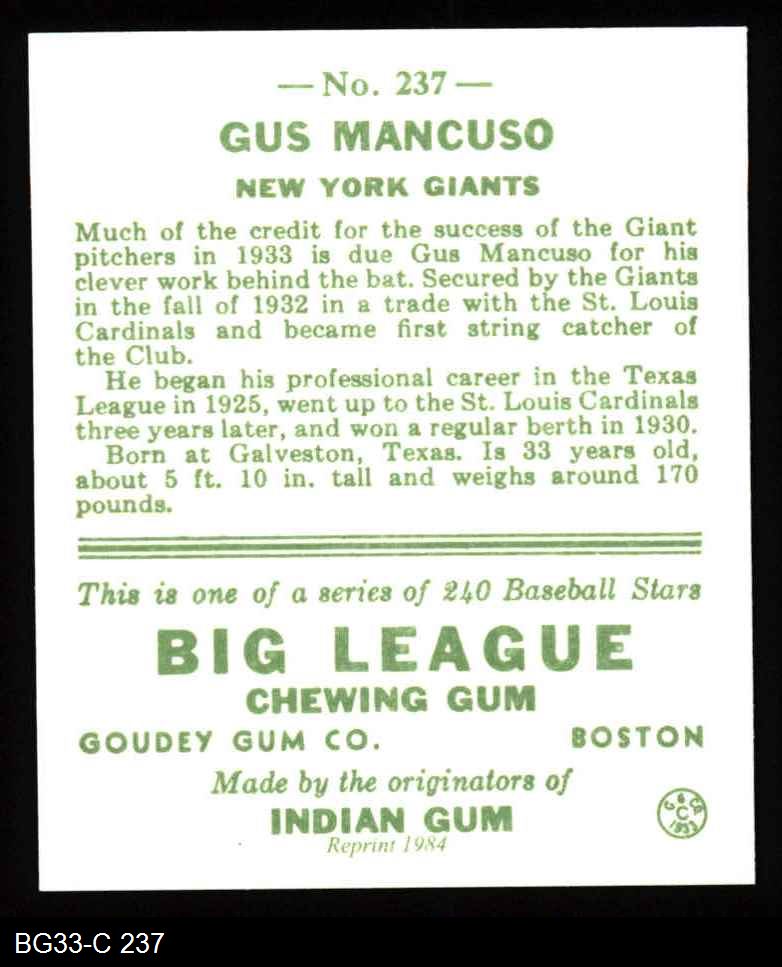 — No. 237 —
GUS MANCUSO
NEW YORK GIANTS
Much of the credit for the success of the Giant
pitchers in 1933 is due Gus Mancuso for his
clever work behind the bat. Secured by the Giants
in the fall of 1932 in a trade with the St. Louis
Cardinals and became first string catcher of
the Club.
He began his professional career in the Texas
League in 1925, went up to the St. Louis Cardinals
three years later, and won a regular berth in 1930.
Born at Galveston, Texas. Is 33 years old,
about 5 ft. 10 in. tall and weighs around 170
pounds.
This is one of a series of 240 Baseball Stars
BIG LEAGUE
CHEWING GUM
GOUDEY GUM CO. BOSTON
Made by the originators of
INDIAN GUM
Reprint 1984
C
1933
BG33-C 237